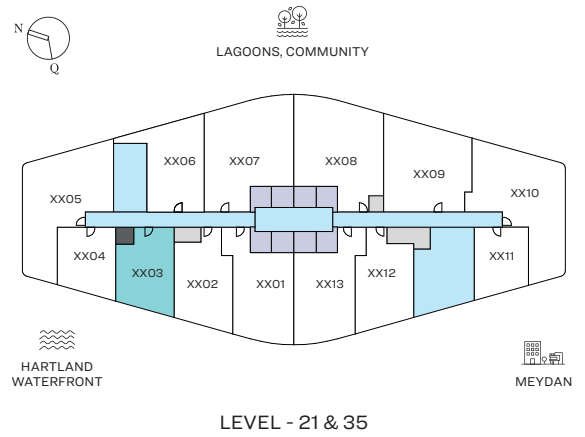 N
Q
LAGOONS, COMMUNITY
XX06
XX07
XX08
XX09
XX05
XX10
XX04
XX03
XX02
XX01
XX13
XX12
XX11
HARTLAND
WATERFRONT
MEYDAN
LEVEL - 21 & 35